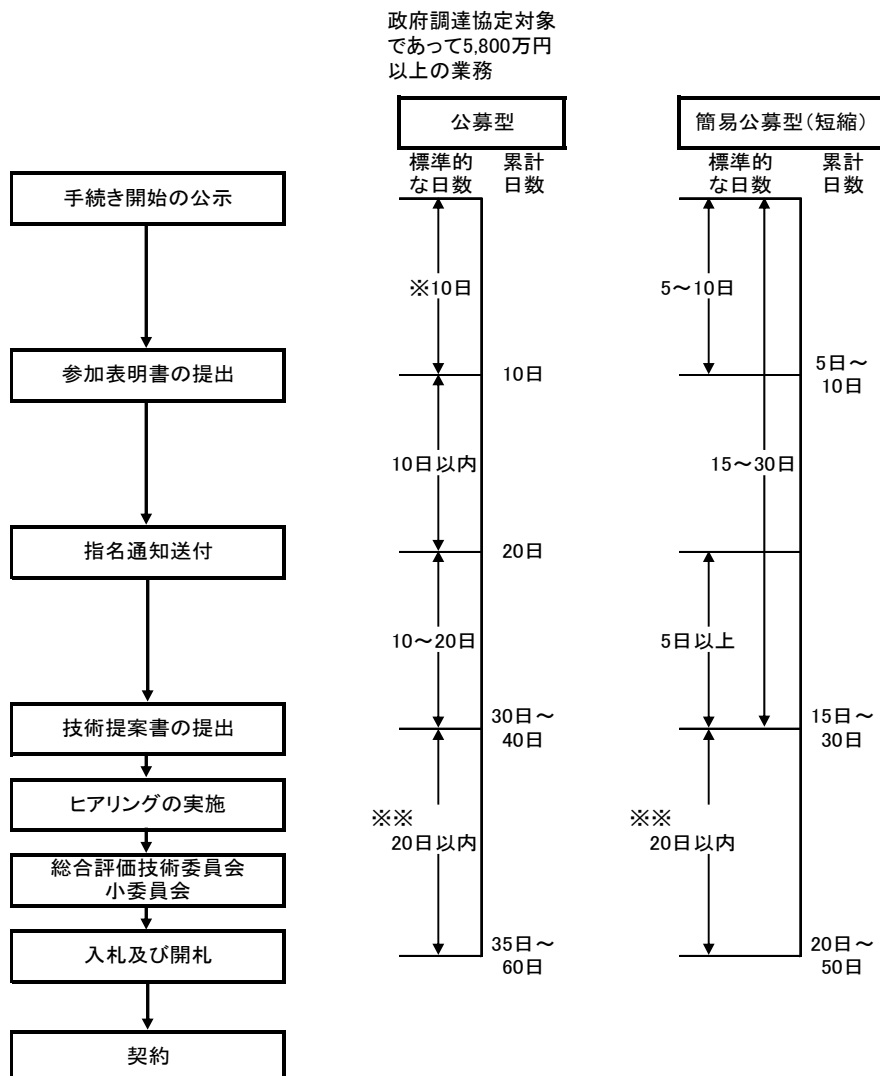 政府調達協定対象
であって5,800万円
以上の業務
公募型
簡易公募型(短縮)
標準的
な日数
累計
日数
標準的
な日数
累計
日数
手続き開始の公示
※10日
5～10日
参加表明書の提出
10日
5日～
10日
10日以内
15～30日
指名通知送付
20日
10～20日
5日以上
技術提案書の提出
30日～
40日
15日～
30日
ヒアリングの実施
※※
20日以内
※※
20日以内
総合評価技術委員会
小委員会
入札及び開札
35日～
60日
20日～
50日
契約